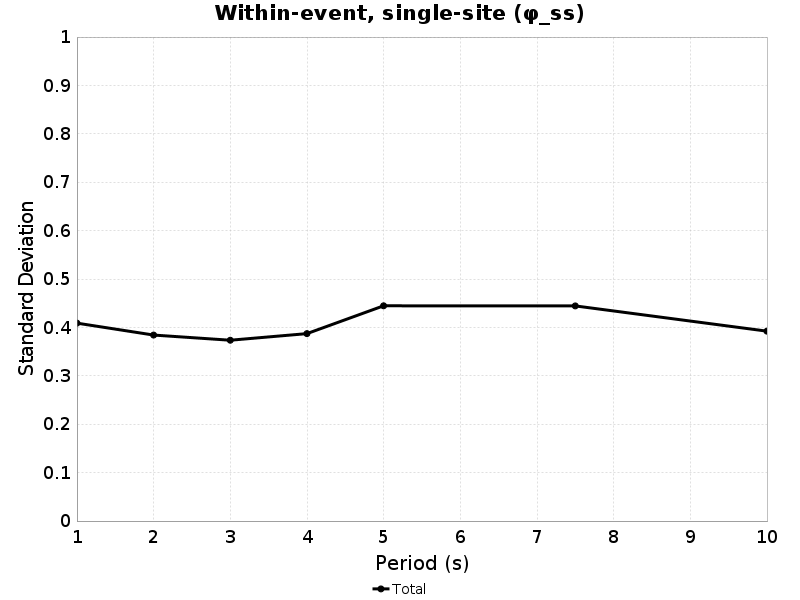 Within-event, single-site (φ_ss)
1
0.9
0.8
0.7
0.6
0.5
0.4
0.3
0.2
0.1
0
Standard Deviation
1 2 3 4 5 6 7 8 9 10
Period (s)
Total